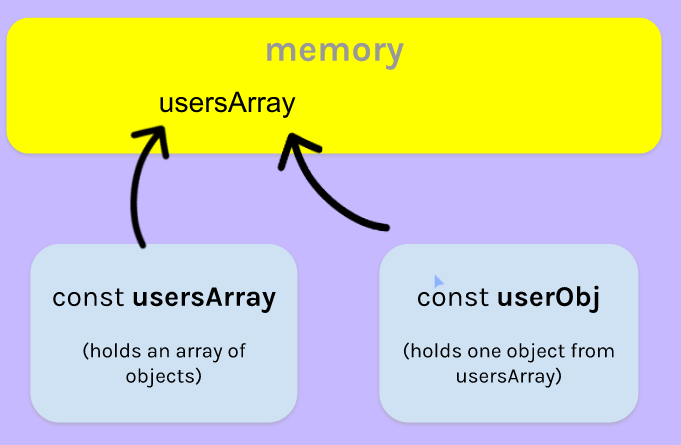 memory
usersArray
const usersArray
(holds an array of
objects)
const userObj
(holds one object from
usersArray)